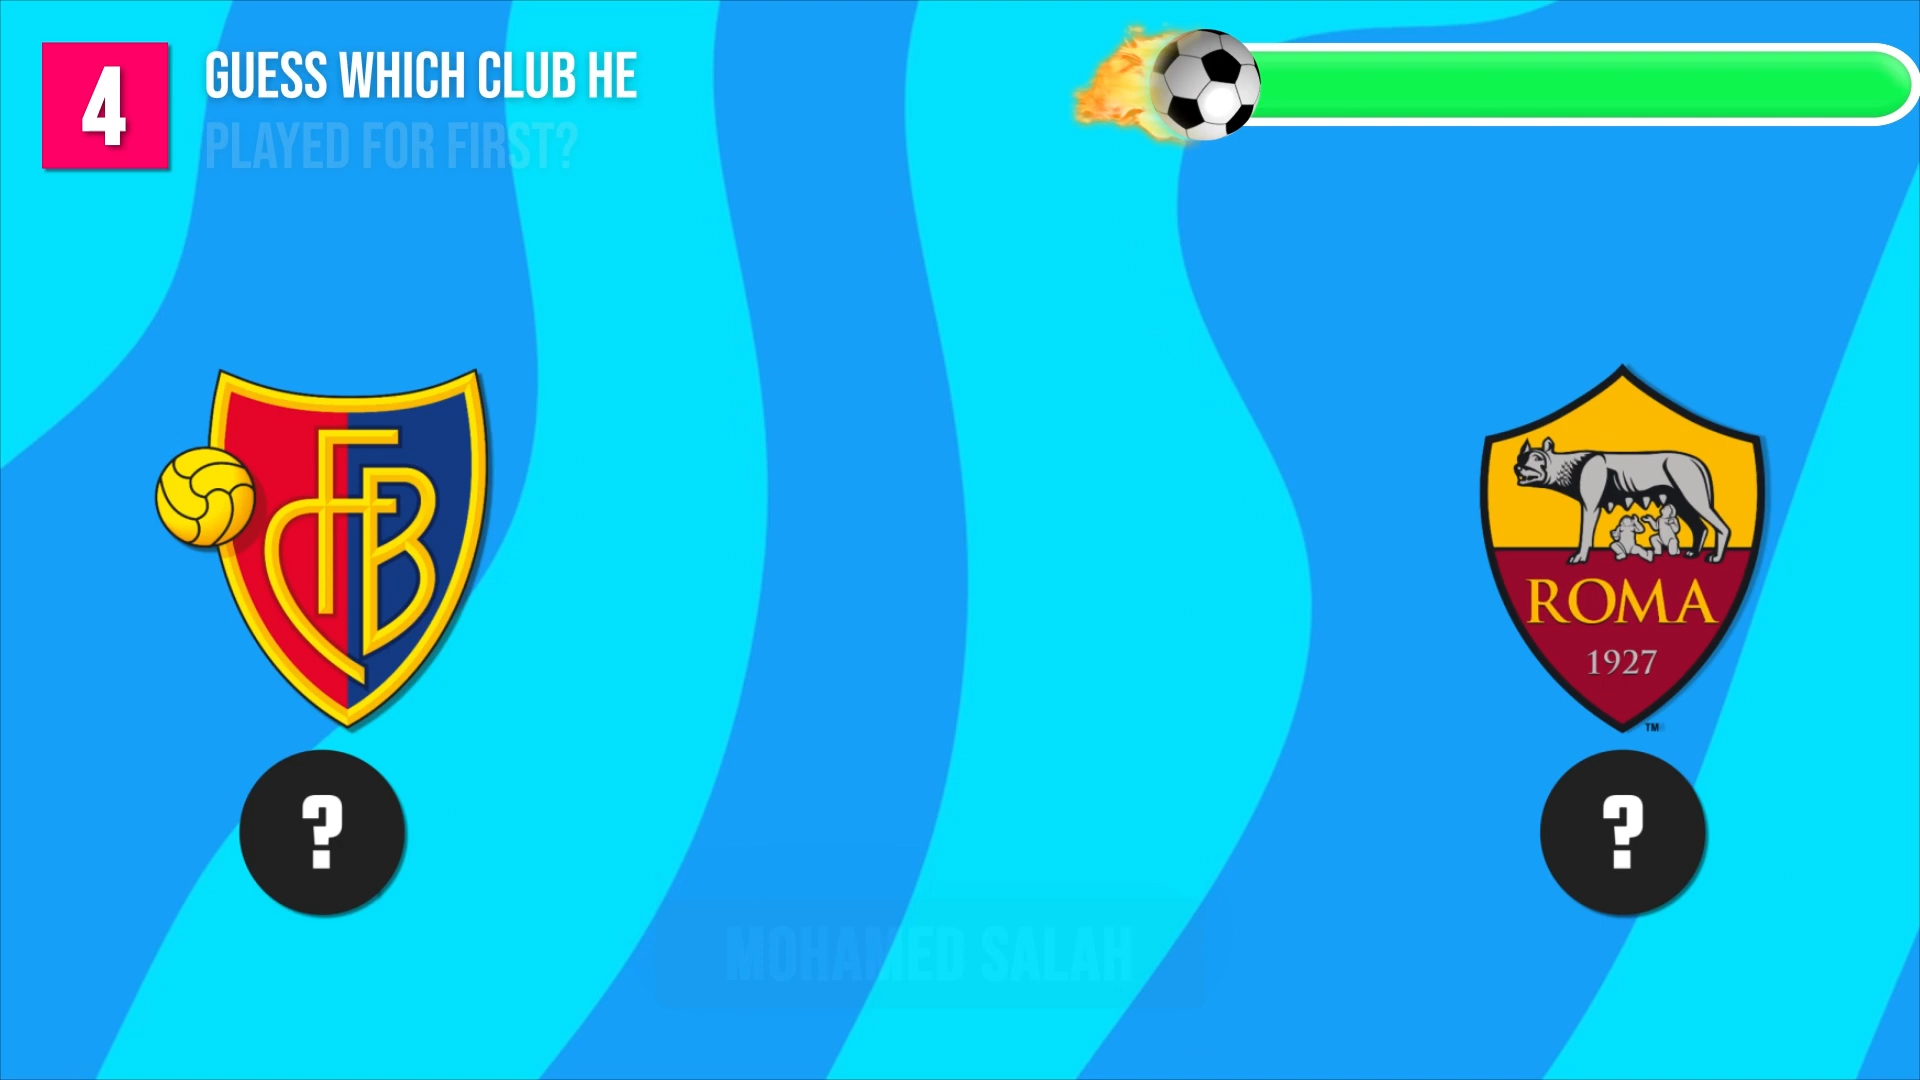 4
GUESS WHICH CLUB HE
PLAYED FOR FIRST?
FCB
ROMA
1927
TM
?
?
MOHAMED SALAH